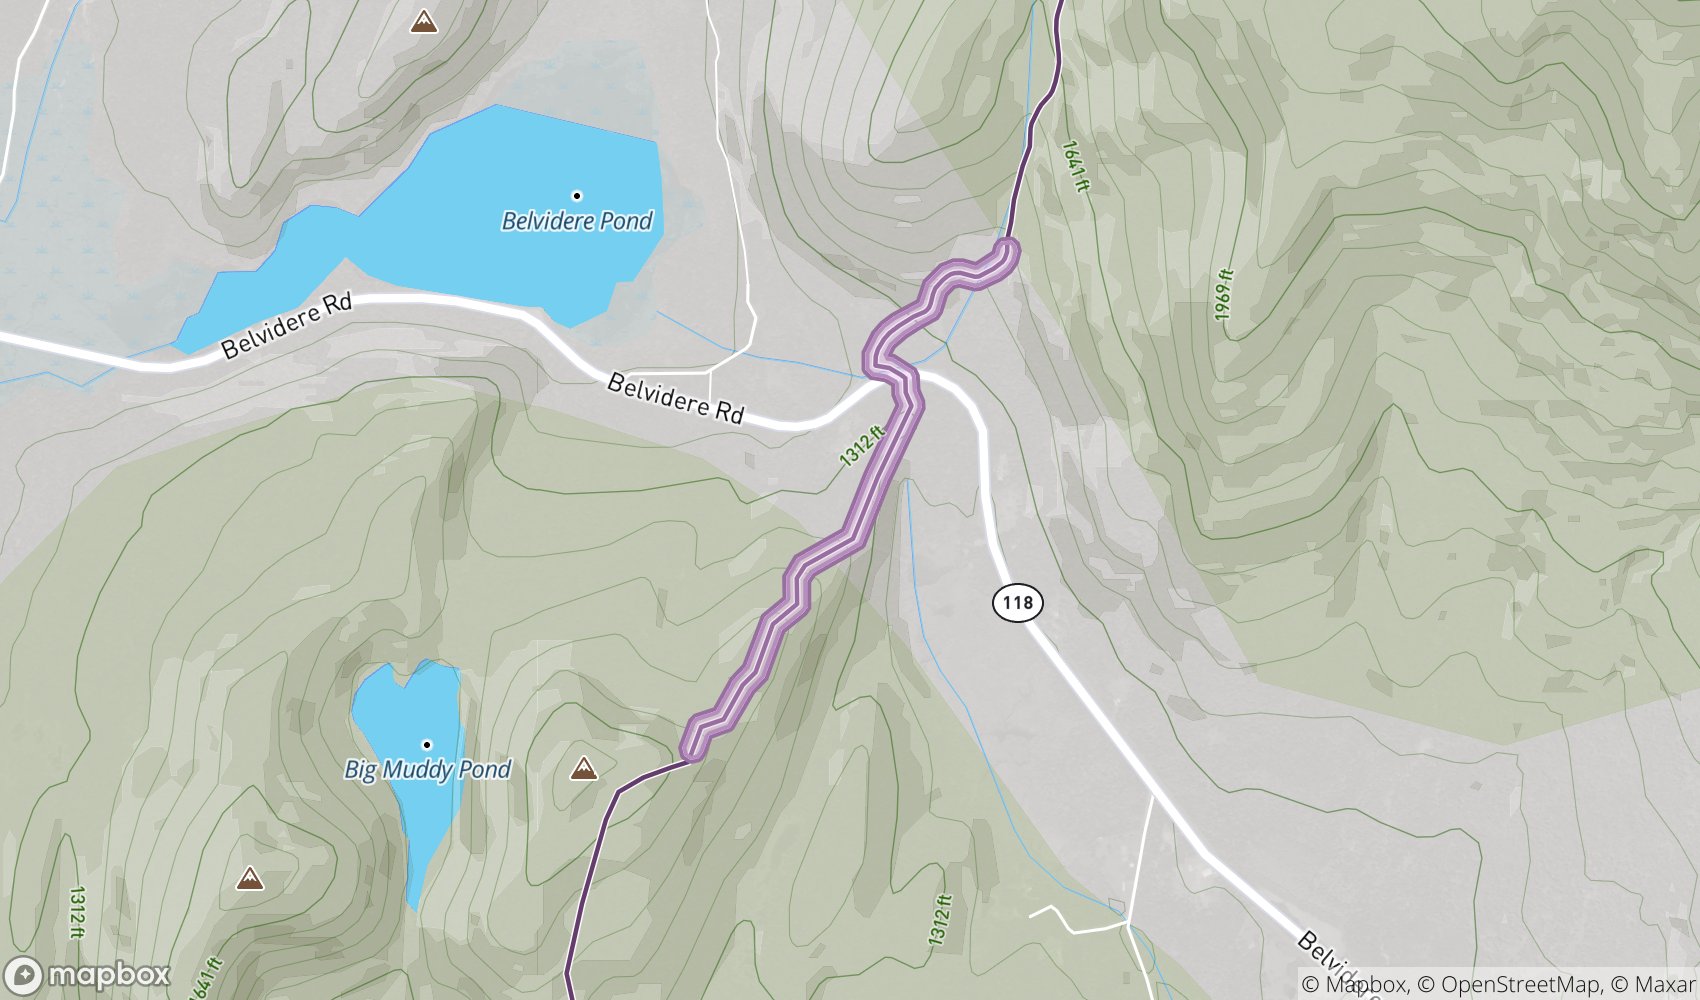 1641 ft
Belvidere Pond
1969 ft
Belvidere Rd
Belvidere Rd
1312 ft
118
Big Muddy Pond
1312 ft
1312 ft
1641 ft
Belvidere
mapbox
© Mapbox, © OpenStreetMap, © Maxar